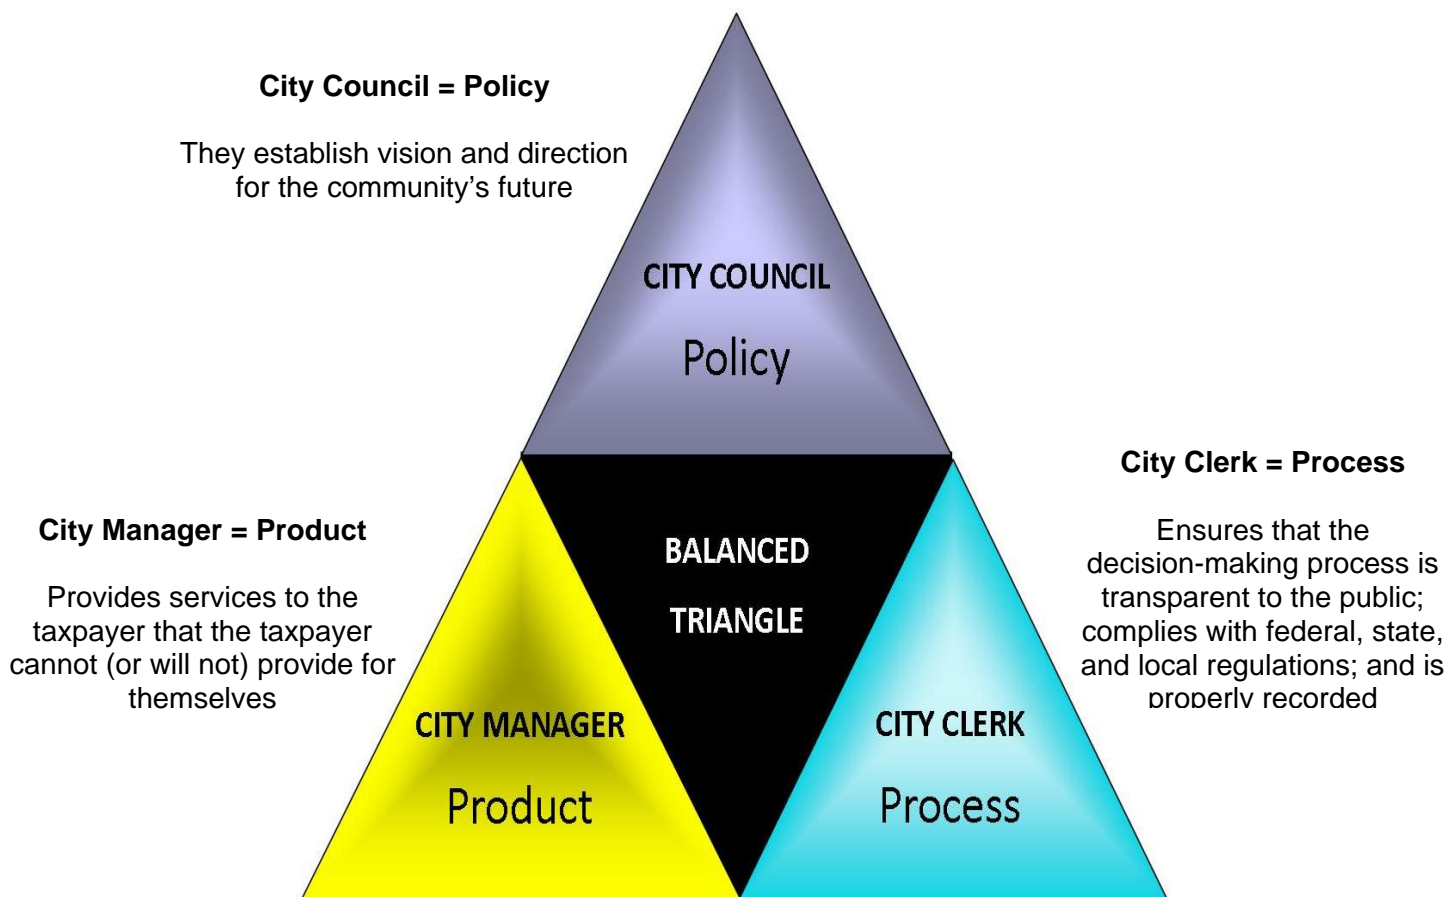 City Council = Policy
They establish vision and direction
for the community’s future
CITY COUNCIL
Policy
City Manager = Product
Provides services to the
taxpayer that the taxpayer
cannot (or will not) provide for
themselves
BALANCED
TRIANGLE
City Clerk = Process
Ensures that the
decision-making process is
transparent to the public;
complies with federal, state,
and local regulations; and is
properly recorded
CITY MANAGER
Product
CITY CLERK
Process